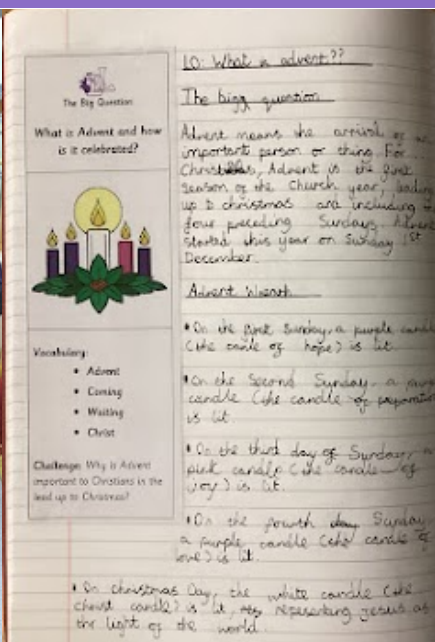 The Big Question
What is Advent and how
is it celebrated?
Vocabulary:
Advent
Coming
Waiting
Christ
Challenge: Why is Advent
important to Christians in the
lead up to Christmas?
LO: What is advent??
The bigg question
Advent means the arrival of an
important person or thing. For
Advent is the first
season of the Church year, leading
up to christmas and including
four preceding Sundays. Advent
started this year on Sunday 1st
December.
Advent Wreath
• On the first Sunday, a purple candle
(the canle of hope) is lit.
• On the Second Sunday a
candle (the candle of preparation
is lit.
• On the third day of Sunday, a
pink candle (the candle of
joy) is lit.
• On the fourth day Sunday
a purple candle (the candle of
love) is lit.
• On christmas Day, the white candle (the
christ candle) is lit, representing jesus as
the light of the world.